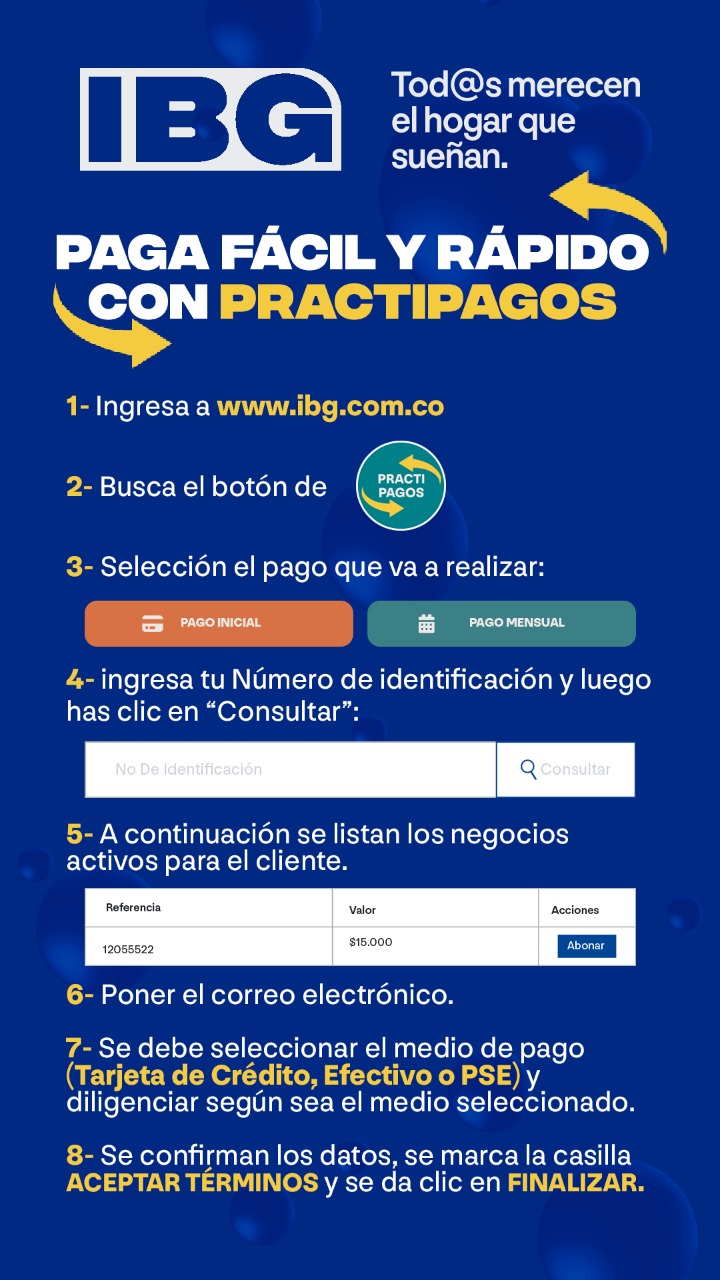 IBG
Tod@s merecen
el hogar que
sueñan.
PAGA FÁCIL Y RÁPIDO
CON PRACTIPAGOS
1- Ingresa a www.ibg.com.co
2- Busca el botón de
PRACTI
PAGOS
3- Selección el pago que va a realizar:
PAGO INICIAL
PAGO MENSUAL
4- ingresa tu Número de identificación y luego
has clic en “Consultar”:
No De Identificación
Consultar
5- A continuación se listan los negocios
activos para el cliente.
Referencia Valor Acciones
12055522 $15.000 Abonar
6- Poner el correo electrónico.
7- Se debe seleccionar el medio de pago
(Tarjeta de Crédito, Efectivo o PSE) y
diligenciar según sea el medio seleccionado.
8- Se confirman los datos, se marca la casilla
ACEPTAR TÉRMINOS y se da clic en FINALIZAR.